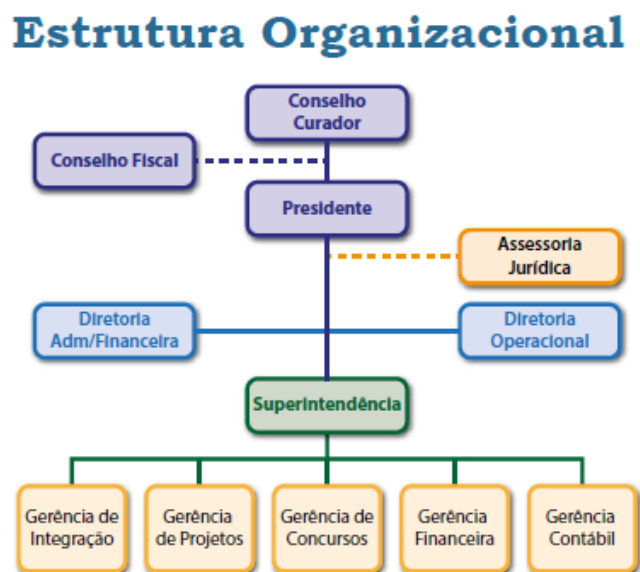 Estrutura Organizacional
Conselho
Curador
Conselho Fiscal
Presidente
Assessoria
Jurídica
Diretoria
Adm/Financeira
Diretoria
Operacional
Superintendência
Gerência de
Integração
Gerência
de Projetos
Gerência de
Concursos
Gerência
Financeira
Gerência
Contábil